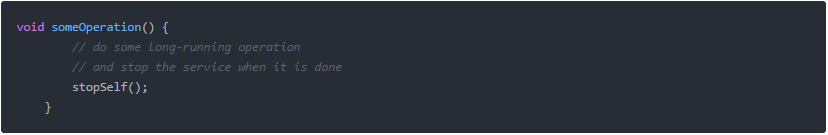 void someOperation() {
        // do some long-running operation
        // and stop the service when it is done
        stopSelf();
    }